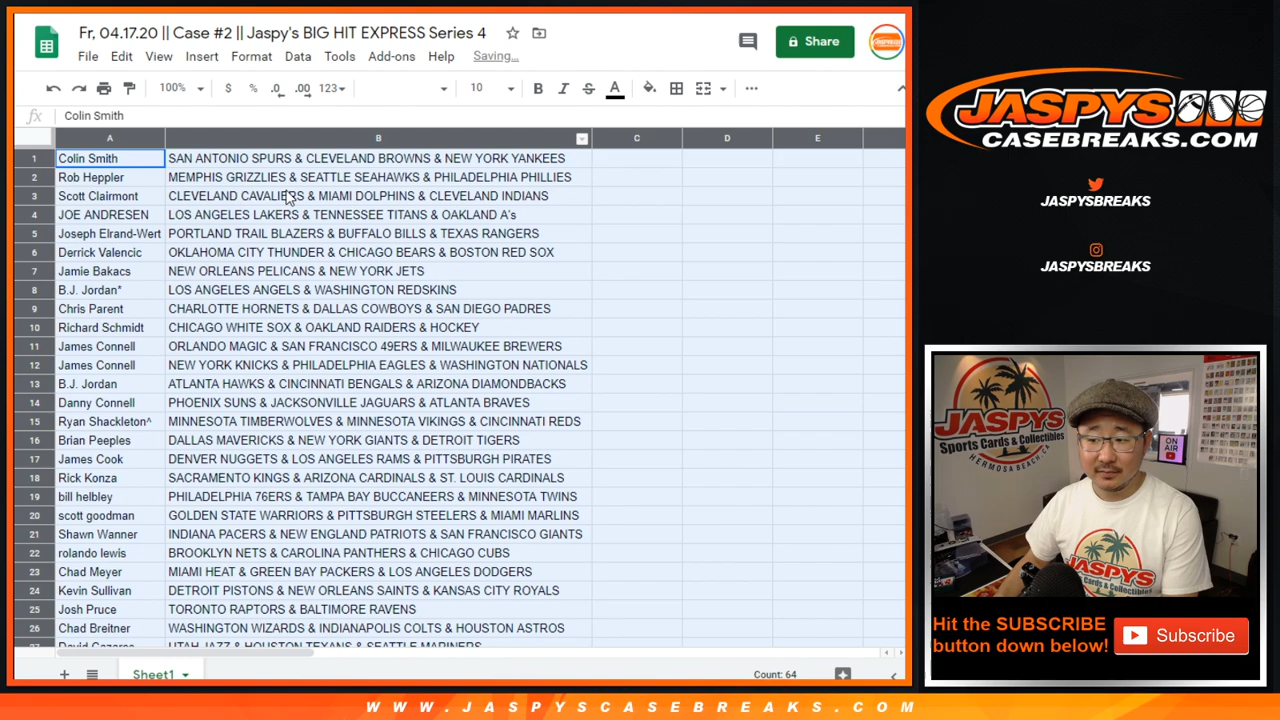 Fr, 04.17.20 || Case #2 || Jaspy's BIG HIT EXPRESS Series 4
Share
File Edit View Insert Format Data Tools Add-ons Help Saving...
100% $ % .0 .00 123 10 B I S A
fx Colin Smith
A B C D E
1 Colin Smith SAN ANTONIO SPURS & CLEVELAND BROWNS & NEW YORK YANKEES
2 Rob Heppler MEMPHIS GRIZZLIES & SEATTLE SEAHAWKS & PHILADELPHIA PHILLIES
3 Scott Clairmont CLEVELAND CAVALIERS & MIAMI DOLPHINS & CLEVELAND INDIANS
4 JOE ANDRESEN LOS ANGELES LAKERS & TENNESSEE TITANS & OAKLAND A's
5 Joseph Elrand-Wert PORTLAND TRAIL BLAZERS & BUFFALO BILLS & TEXAS RANGERS
6 Derrick Valencic OKLAHOMA CITY THUNDER & CHICAGO BEARS & BOSTON RED SOX
7 Jamie Bakacs NEW ORLEANS PELICANS & NEW YORK JETS
8 B.J. Jordan* LOS ANGELES ANGELS & WASHINGTON REDSKINS
9 Chris Parent CHARLOTTE HORNETS & DALLAS COWBOYS & SAN DIEGO PADRES
10 Richard Schmidt CHICAGO WHITE SOX & OAKLAND RAIDERS & HOCKEY
11 James Connell ORLANDO MAGIC & SAN FRANCISCO 49ERS & MILWAUKEE BREWERS
12 James Connell NEW YORK KNICKS & PHILADELPHIA EAGLES & WASHINGTON NATIONALS
13 B.J. Jordan ATLANTA HAWKS & CINCINNATI BENGALS & ARIZONA DIAMONDBACKS
14 Danny Connell PHOENIX SUNS & JACKSONVILLE JAGUARS & ATLANTA BRAVES
15 Ryan Shackleton^ MINNESOTA TIMBERWOLVES & MINNESOTA VIKINGS & CINCINNATI REDS
16 Brian Peeples DALLAS MAVERICKS & NEW YORK GIANTS & DETROIT TIGERS
17 James Cook DENVER NUGGETS & LOS ANGELES RAMS & PITTSBURGH PIRATES
18 Rick Konza SACRAMENTO KINGS & ARIZONA CARDINALS & ST. LOUIS CARDINALS
19 bill helbley PHILADELPHIA 76ERS & TAMPA BAY BUCCANEERS & MINNESOTA TWINS
20 scott goodman GOLDEN STATE WARRIORS & PITTSBURGH STEELERS & MIAMI MARLINS
21 Shawn Wanner INDIANA PACERS & NEW ENGLAND PATRIOTS & SAN FRANCISCO GIANTS
22 rolando lewis BROOKLYN NETS & CAROLINA PANTHERS & CHICAGO CUBS
23 Chad Meyer MIAMI HEAT & GREEN BAY PACKERS & LOS ANGELES DODGERS
24 Kevin Sullivan DETROIT PISTONS & NEW ORLEANS SAINTS & KANSAS CITY ROYALS
25 Josh Pruce TORONTO RAPTORS & BALTIMORE RAVENS
26 Chad Breitner WASHINGTON WIZARDS & INDIANAPOLIS COLTS & HOUSTON ASTROS
UTAH JAZZ & HOUSTON TEXANS & SEATTLE MARINERS
Sheet1 Count: 64
JASPYS
CASEBREAKS.COM
JASPYSBREAKS
JASPYSBREAKS
JASPYS
Sports Cards & Collectibles
HERMOSA BEACH, CA
ON AIR
JASPYS
Hit the SUBSCRIBE
button down below!
Subscribe
WWW.JASPYSCASEBREAKS.COM